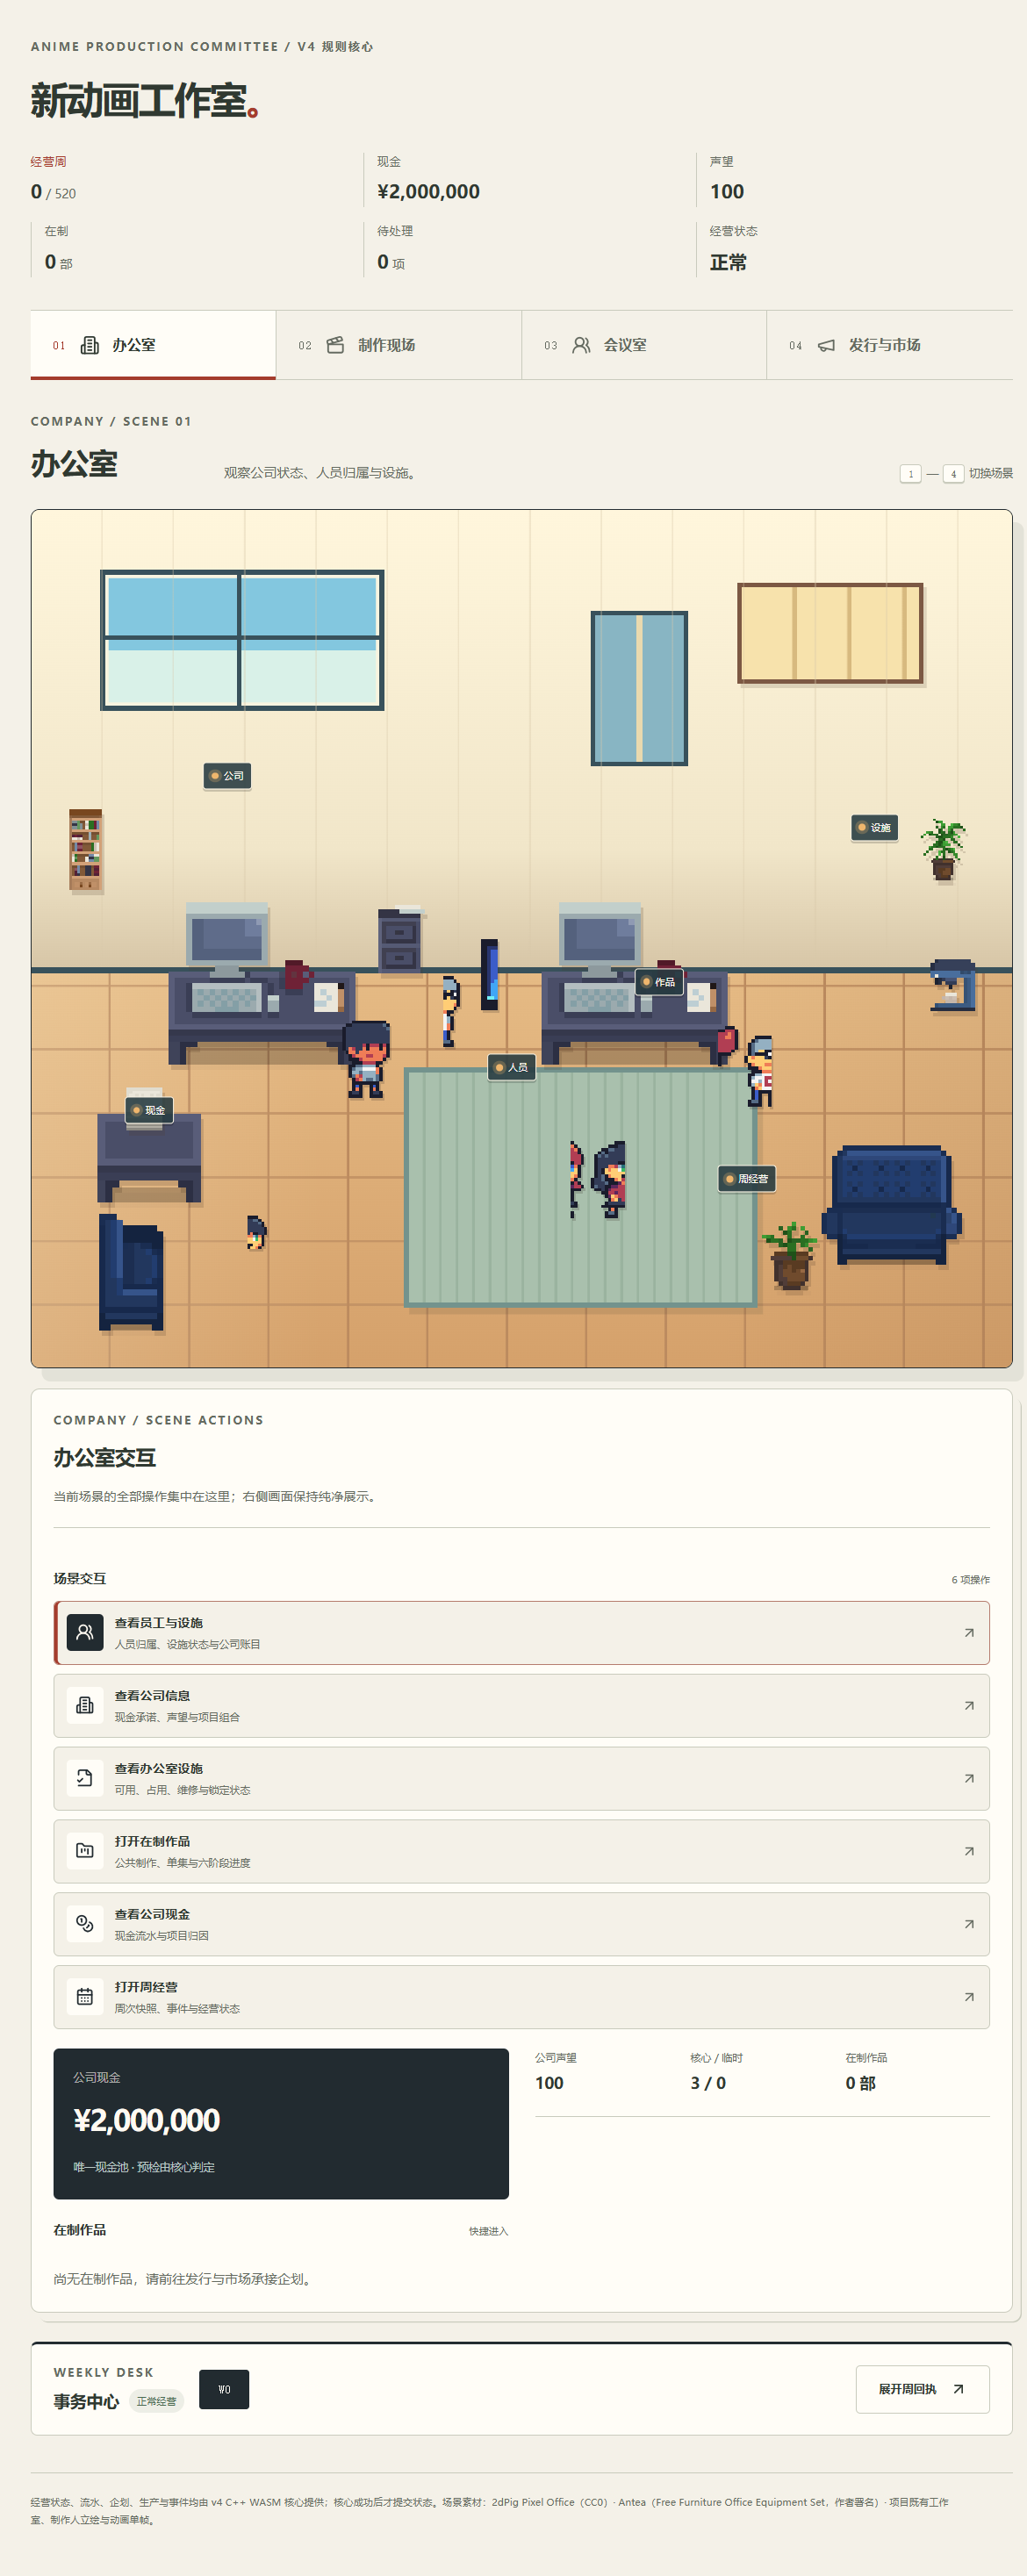 ANIME PRODUCTION COMMITTEE / V4 规则核心
新动画工作室。
经营周
0 / 520
现金
¥2,000,000
声望
100
在制
0 部
待处理
0 项
经营状态
正常
01 办公室
02 制作现场
03 会议室
04 发行与市场
COMPANY / SCENE 01
办公室
观察公司状态、人员归属与设施。
1 — 4 切换场景
公司
设施
作品
人员
现金
周经营
COMPANY / SCENE ACTIONS
办公室交互
当前场景的全部操作集中在这里；右侧画面保持纯净展示。
场景交互
6 项操作
查看员工与设施
人员归属、设施状态与公司账目
查看公司信息
现金承诺、声望与项目组合
查看办公室设施
可用、占用、维修与锁定状态
打开在制作品
公共制作、单集与六阶段进度
查看公司现金
现金流水与项目归因
打开周经营
周次快照、事件与经营状态
公司现金
¥2,000,000
唯一现金池 · 预检由核心判定
公司声望
100
核心 / 临时
3 / 0
在制作品
0 部
在制作品
快捷进入
尚无在制作品，请前往发行与市场承接企划。
WEEKLY DESK
事务中心
正常经营
W0
展开周回执
经营状态、流水、企划、生产与事件均由 v4 C++ WASM 核心提供；核心成功后才提交状态。场景素材：2dPig Pixel Office（CC0）· Antea（Free Furniture Office Equipment Set，作者署名）· 项目既有工作
室、制作人立绘与动画单帧。